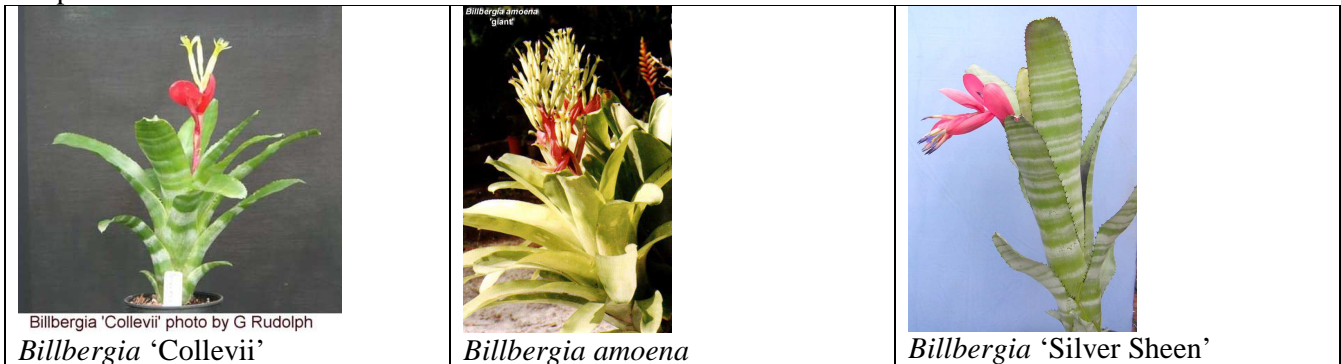 Billbergia amoena
'giant'
Billbergia 'Collevii' photo by G Rudolph
Billbergia ‘Collevii’
Billbergia amoena
Billbergia ‘Silver Sheen’